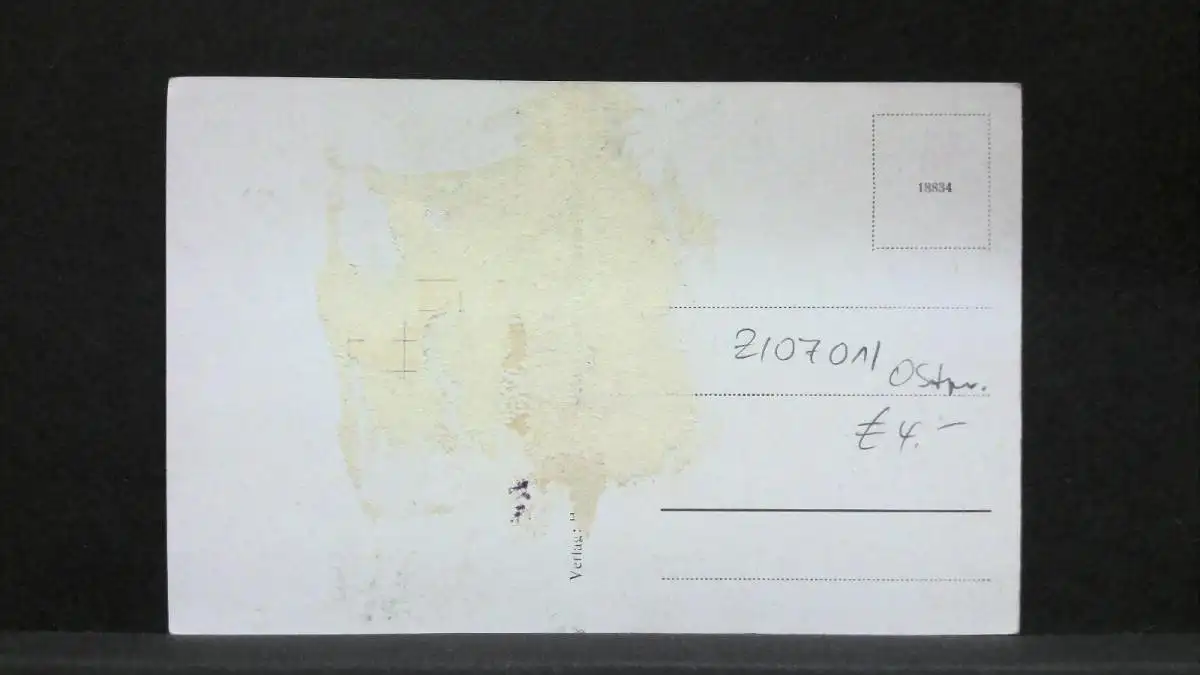 18834
Z107011
Ostpr.
€ 4.-
Verlag: